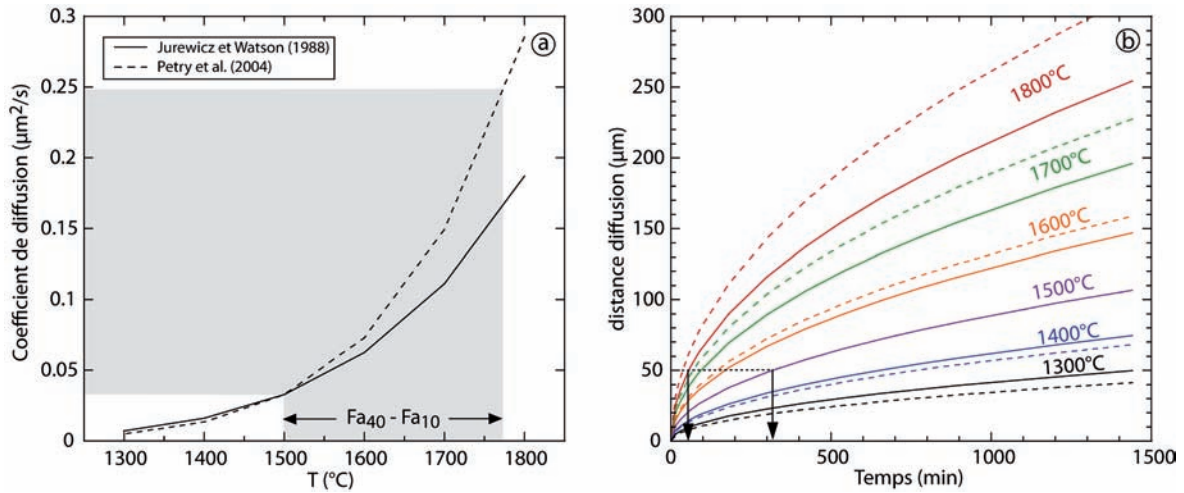 0.3
0.25
0.2
0.15
0.1
0.05
0
Coefficient de diffusion (µm²/s)
Jurewicz et Watson (1988)
Petry et al. (2004)
ⓐ
Fa₄₀ - Fa₁₀
1300 1400 1500 1600 1700 1800
T (°C)
300
250
200
150
100
50
0
distance diffusion (µm)
ⓑ
1800°C
1700°C
1600°C
1500°C
1400°C
1300°C
0 500 1000 1500
Temps (min)